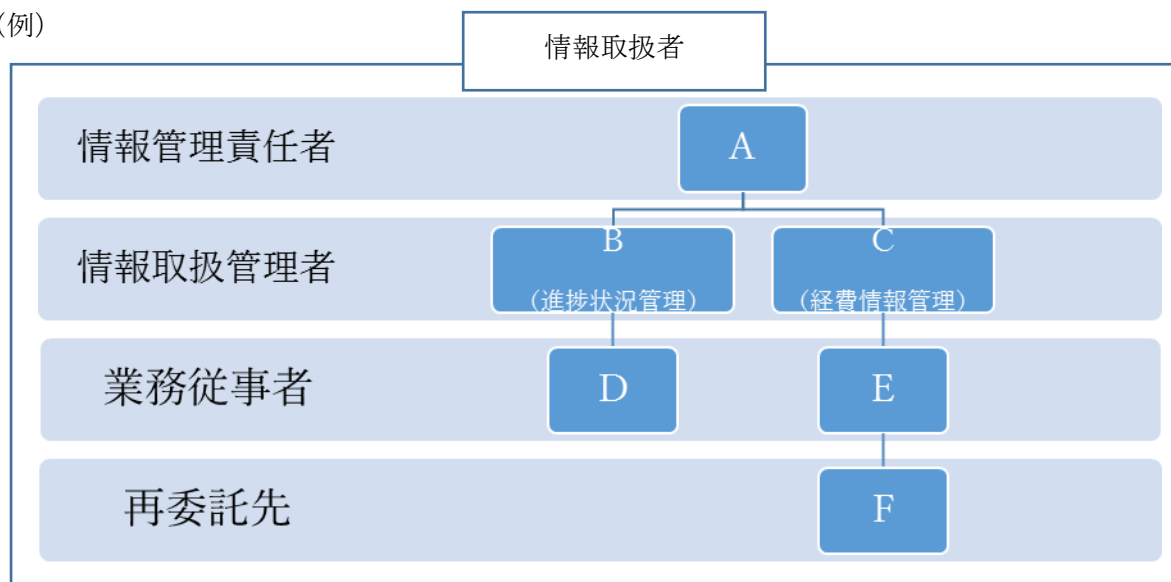 (例)
情報取扱者
情報管理責任者
A
情報取扱管理者
B
(進捗状況管理)
C
(経費情報管理)
業務従事者
D
E
再委託先
F